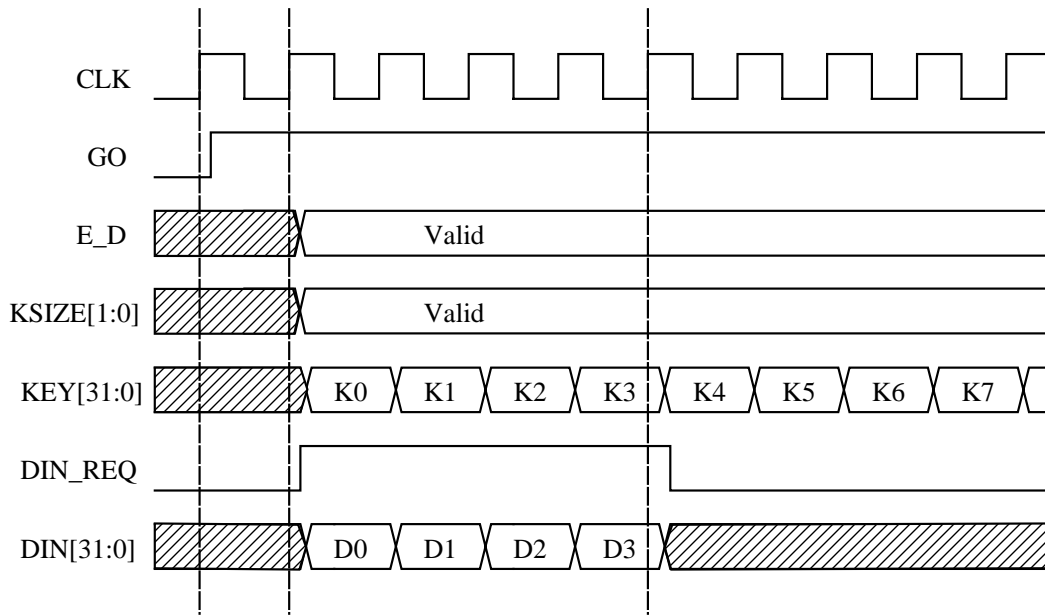 CLK
GO
E_D Valid
KSIZE[1:0] Valid
KEY[31:0] K0 K1 K2 K3 K4 K5 K6 K7
DIN_REQ
DIN[31:0] D0 D1 D2 D3